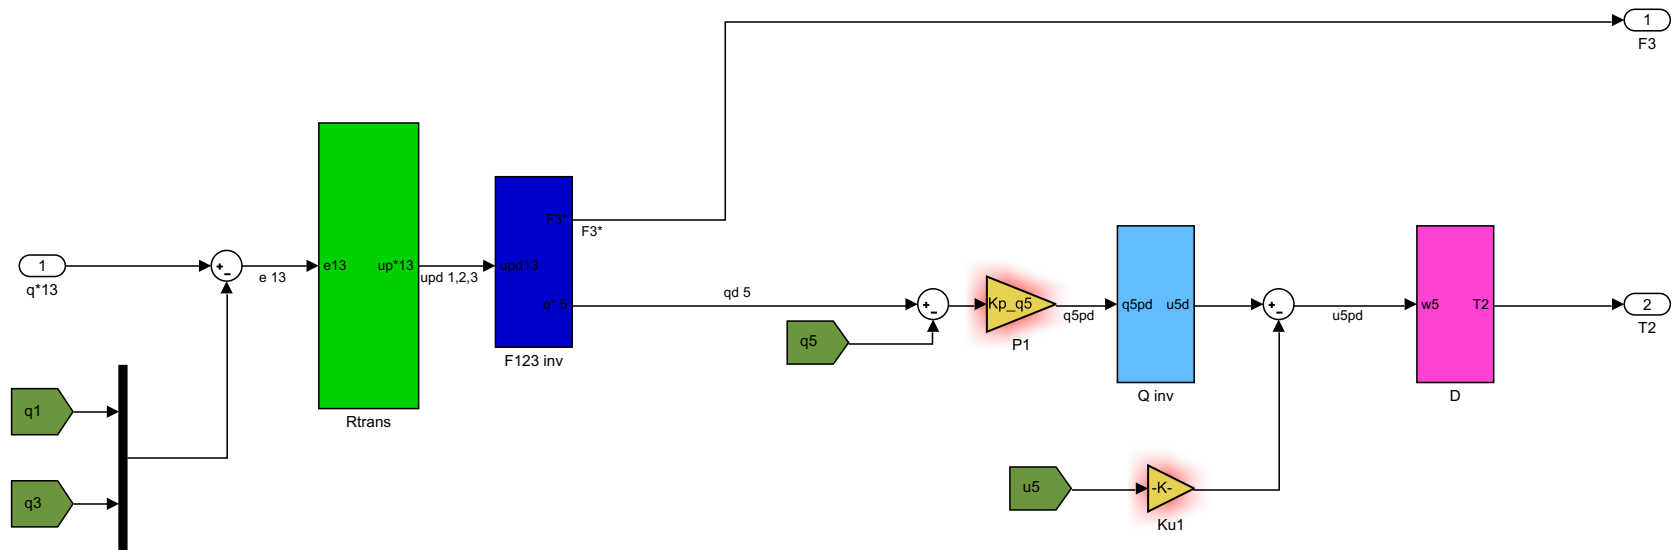 1
F3
1
q*13
+
-
e 13
e13
up*13
Rtrans
upd 1,2,3
upd13
F3*
q* 5
F123 inv
F3*
qd 5
q5
+
-
Kp_q5
P1
q5pd
q5pd
u5d
Q inv
+
-
u5pd
w5
T2
D
2
T2
q1
q3
u5
-K-
Ku1